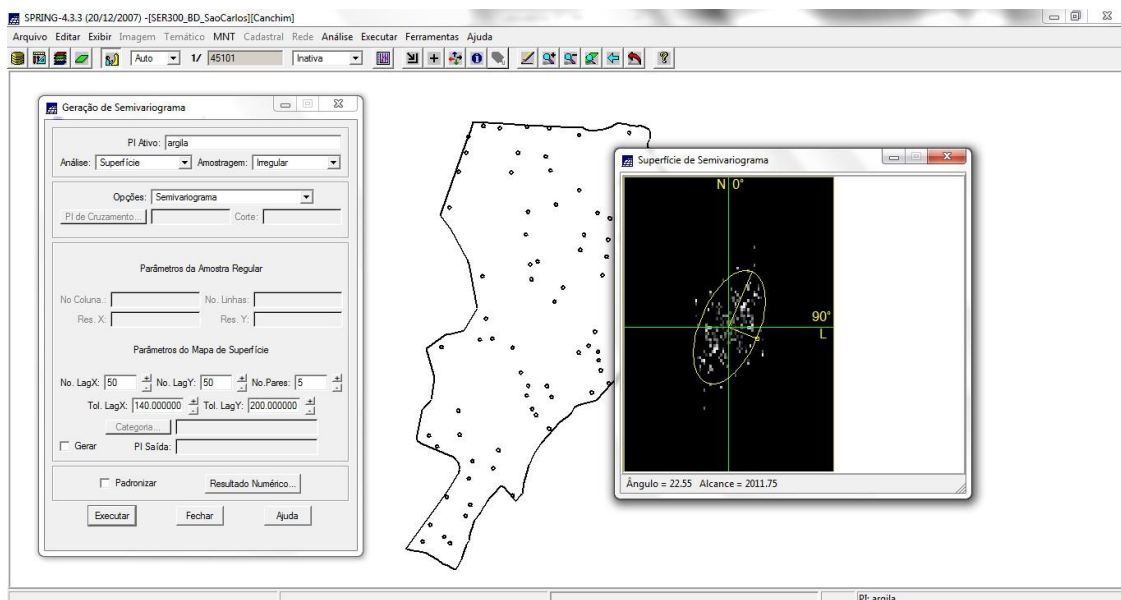 SPRING-4.3.3 (20/12/2007) -[SER300_BD_SaoCarlos][Canchim]
Arquivo Editar Exibir Imagem Temático MNT Cadastral Rede Análise Executar Ferramentas Ajuda
Auto 1/ 45101 Inativa
Geração de Semivariograma
PI Ativo: argila
Análise: Superfície Amostragem: Irregular
Opções: Semivariograma
PI de Cruzamento... Corte:
Parâmetros da Amostra Regular
No Coluna.: No. Linhas:
Res. X: Res. Y:
Parâmetros do Mapa de Superfície
No. LagX: 50 No. LagY: 50 No.Pares: 5
Tol. LagX: 140.000000 Tol. LagY: 200.000000
Categoria...
Gerar PI Saída:
Padronizar Resultado Numérico...
Executar Fechar Ajuda
Superfície de Semivariograma
N 0°
90°
L
Ângulo = 22.55 Alcance = 2011.75
PI: argila